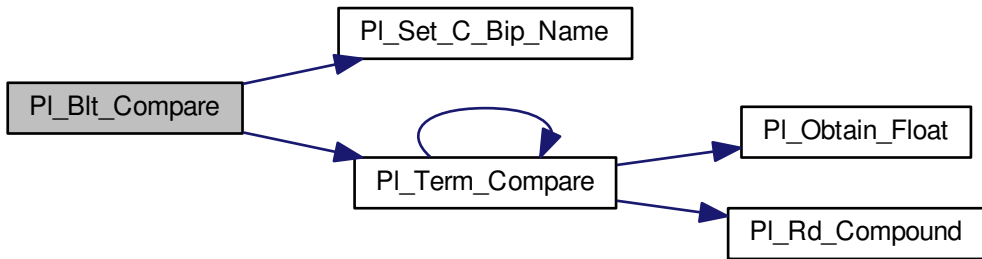 Pl_Set_C_Bip_Name
Pl_Blt_Compare
Pl_Obtain_Float
Pl_Term_Compare
Pl_Rd_Compound